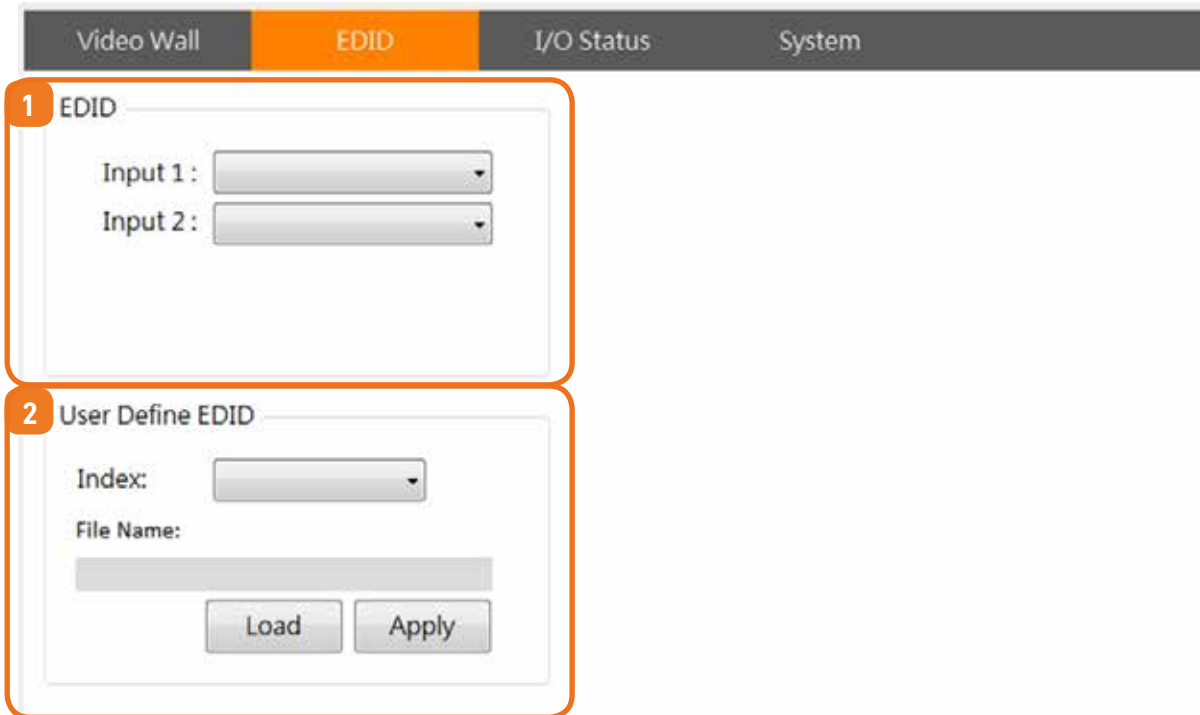 Video Wall EDID I/O Status System
1 EDID
Input 1 :
Input 2 :
2 User Define EDID
Index:
File Name:
Load Apply